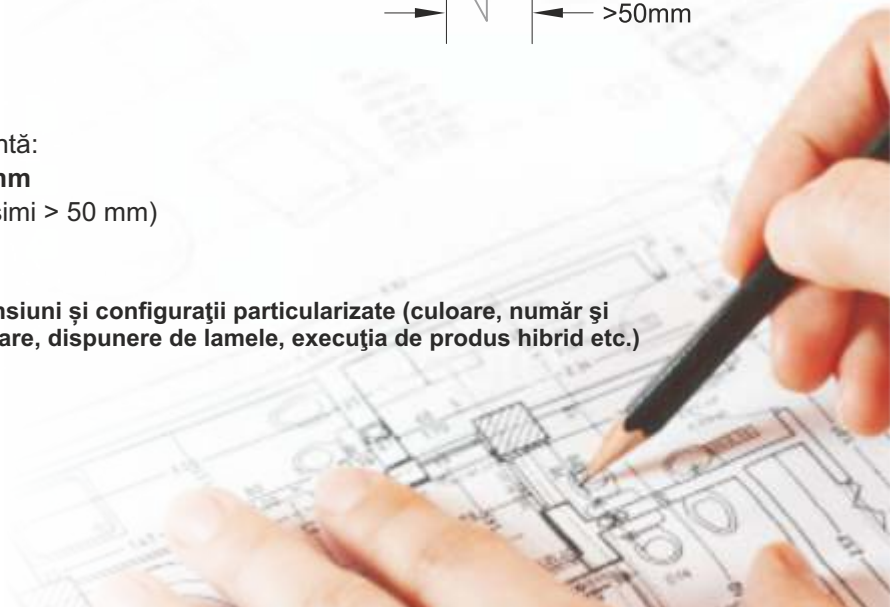 >50mm
ntă:
nm
simi > 50 mm)
nsiuni și configuraţii particularizate (culoare, număr şi
are, dispunere de lamele, execuţia de produs hibrid etc.)